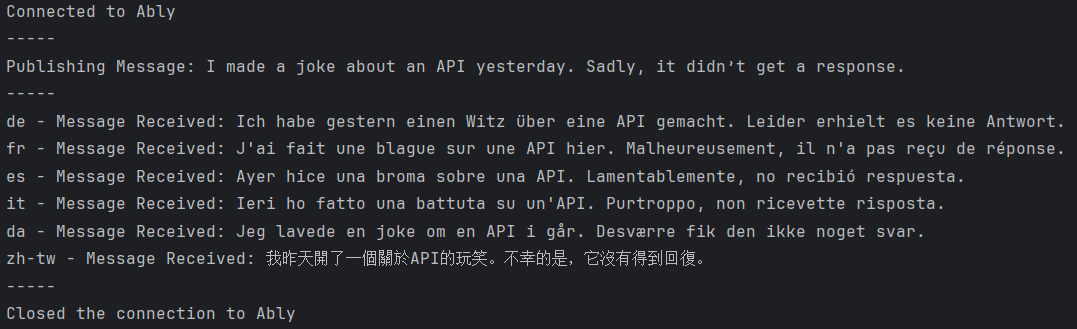 Connected to Ably
-----
Publishing Message: I made a joke about an API yesterday. Sadly, it didn’t get a response.
-----
de - Message Received: Ich habe gestern einen Witz über eine API gemacht. Leider erhielt es keine Antwort.
fr - Message Received: J'ai fait une blague sur une API hier. Malheureusement, il n'a pas reçu de réponse.
es - Message Received: Ayer hice una broma sobre una API. Lamentablemente, no recibió respuesta.
it - Message Received: Ieri ho fatto una battuta su un'API. Purtroppo, non ricevette risposta.
da - Message Received: Jeg lavede en joke om en API i går. Desværre fik den ikke noget svar.
zh-tw - Message Received: 我昨天開了一個關於API的玩笑。不幸的是，它沒有得到回復。
-----
Closed the connection to Ably